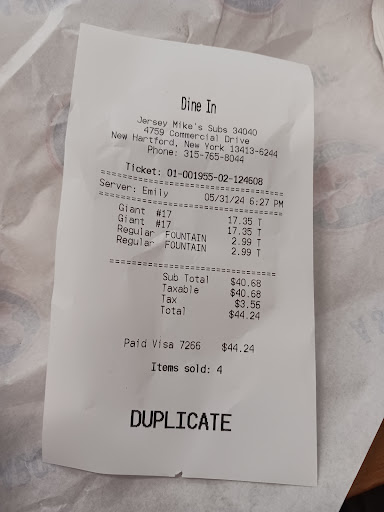 Dine In
Jersey Mike's Subs 34040
4759 Commercial Drive
New Hartford, New York 13413-6244
Phone: 315-765-8044
Ticket: 01-001955-02-124608
Server: Emily 05/31/24 6:27 PM
Giant #17 17.35 T
Giant #17 17.35 T
Regular FOUNTAIN 2.99 T
Regular FOUNTAIN 2.99 T
Sub Total $40.68
Taxable $40.68
Tax $3.56
Total $44.24
Paid Visa 7266 $44.24
Items sold: 4
DUPLICATE